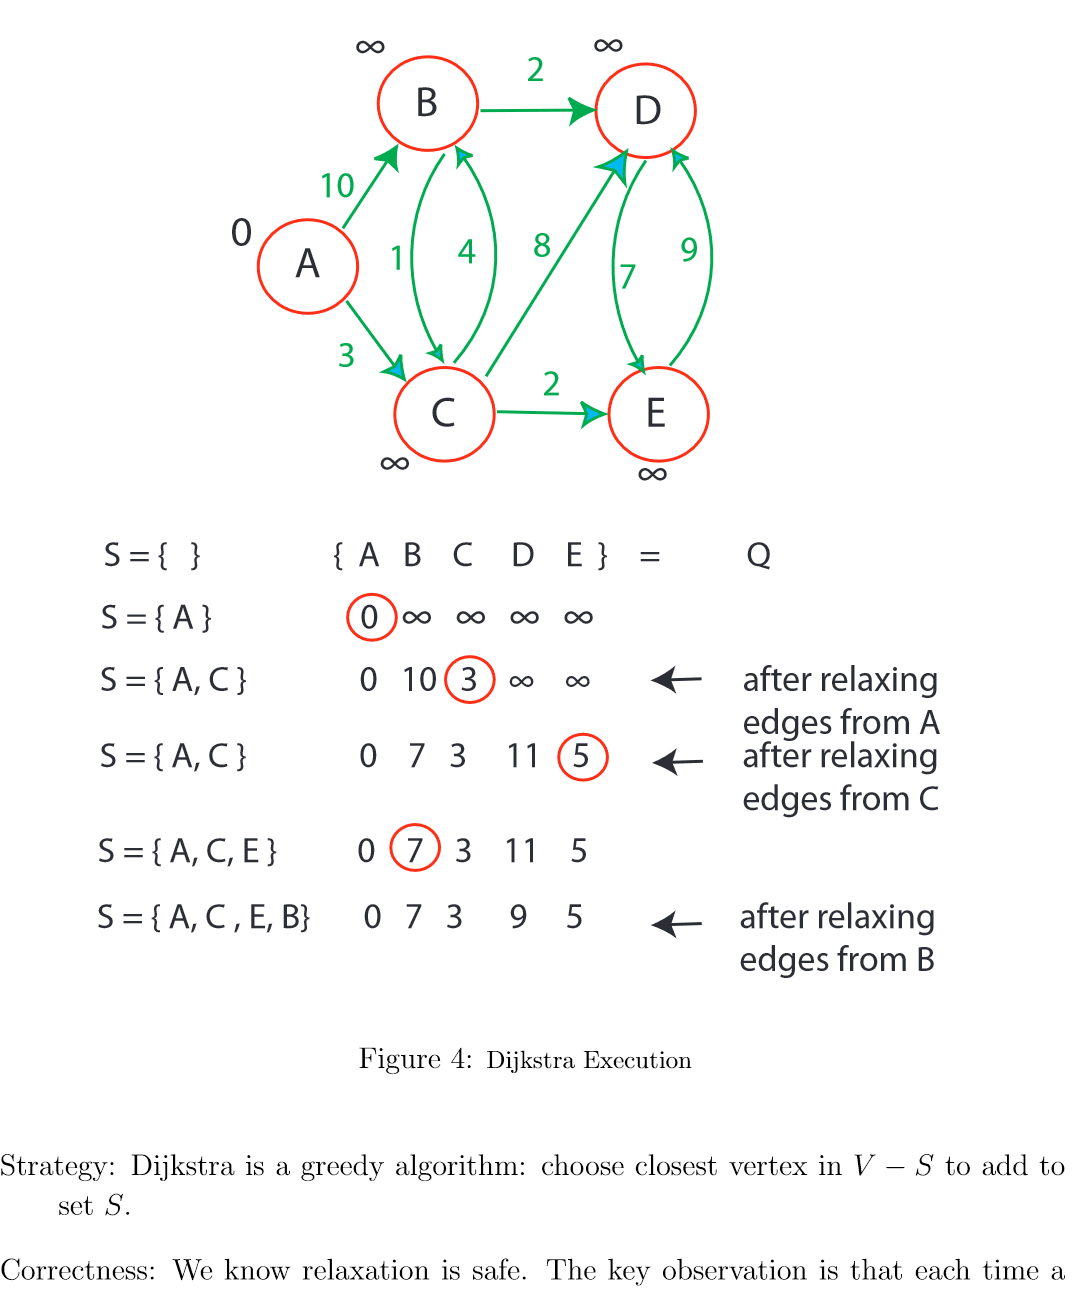 ∞ ∞
B 2 D
10
0 A 1 4 8 7 9
3 2
C E
∞ ∞
S = { } { A B C D E } = Q
S = { A } 0 ∞ ∞ ∞ ∞
S = { A, C } 0 10 3 ∞ ∞ after relaxing
edges from A
S = { A, C } 0 7 3 11 5 after relaxing
edges from C
S = { A, C, E } 0 7 3 11 5
S = { A, C , E, B} 0 7 3 9 5 after relaxing
edges from B
Figure 4: Dijkstra Execution
Strategy: Dijkstra is a greedy algorithm: choose closest vertex in V − S to add to
set S.
Correctness: We know relaxation is safe. The key observation is that each time a